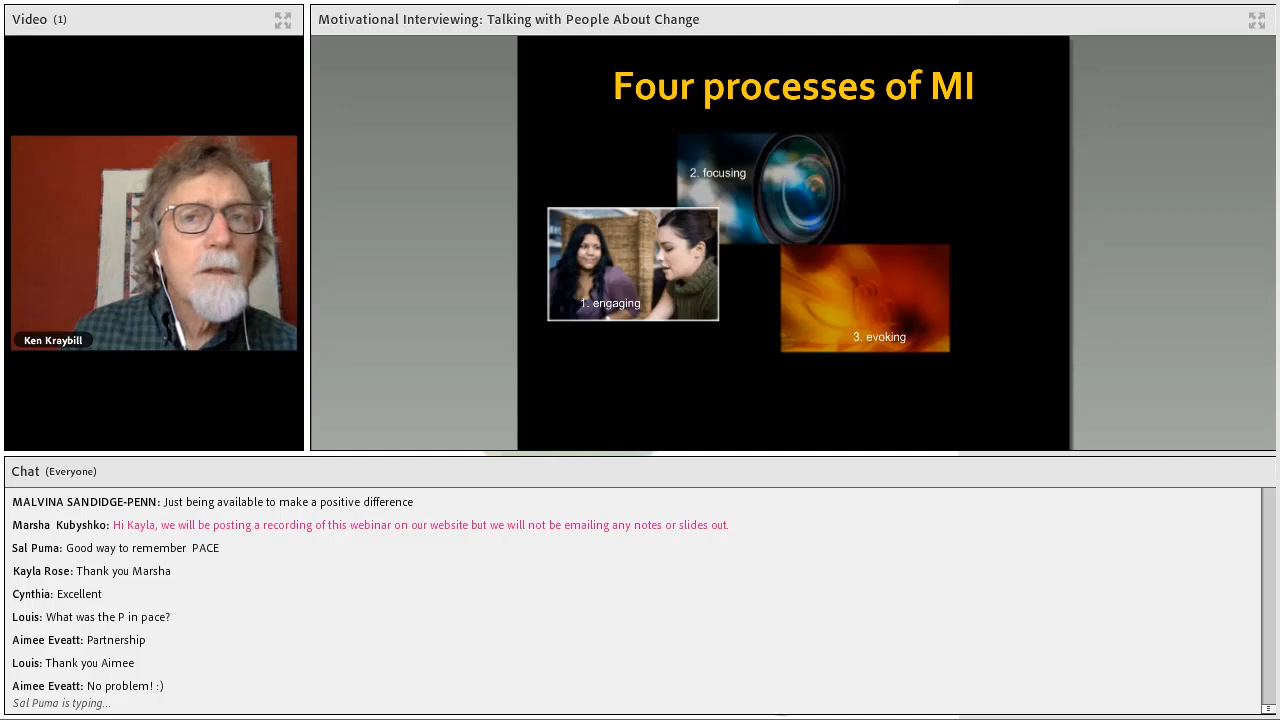 Video (1)
Motivational Interviewing: Talking with People About Change
Four processes of MI
2. focusing
1. engaging
3. evoking
Ken Kraybill
Chat (Everyone)
MALVINA SANDIDGE-PENN: Just being available to make a positive difference
Marsha Kubyshko: Hi Kayla, we will be posting a recording of this webinar on our website but we will not be emailing any notes or slides out.
Sal Puma: Good way to remember PACE
Kayla Rose: Thank you Marsha
Cynthia: Excellent
Louis: What was the P in pace?
Aimee Eveatt: Partnership
Louis: Thank you Aimee
Aimee Eveatt: No problem! :)
Sal Puma is typing...